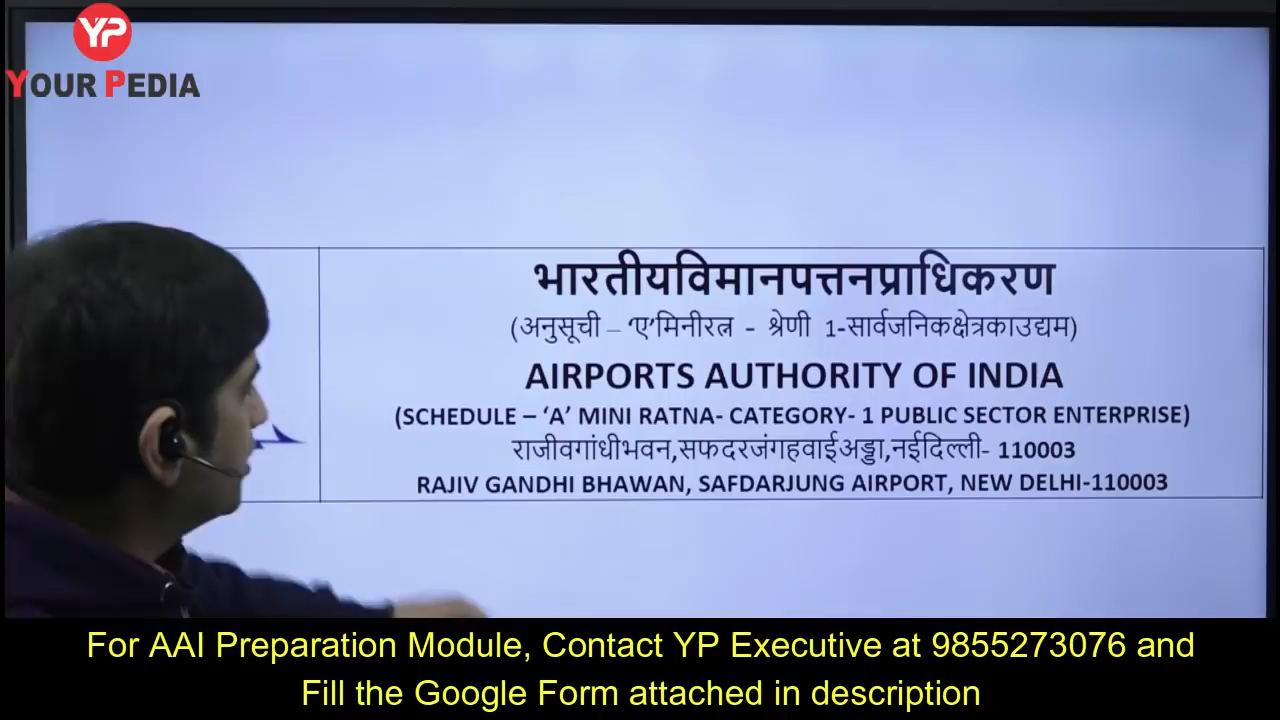 YP
YOUR PEDIA
भारतीयविमानपत्तनप्राधिकरण
(अनुसूची – ‘ए’मिनीरत्न - श्रेणी 1-सार्वजनिकक्षेत्रकाउद्यम)
AIRPORTS AUTHORITY OF INDIA
(SCHEDULE – ‘A’ MINI RATNA- CATEGORY- 1 PUBLIC SECTOR ENTERPRISE)
राजीवगांधीभवन,सफदरजंगहवाईअड्डा,नईदिल्ली- 110003
RAJIV GANDHI BHAWAN, SAFDARJUNG AIRPORT, NEW DELHI-110003
For AAI Preparation Module, Contact YP Executive at 9855273076 and
Fill the Google Form attached in description